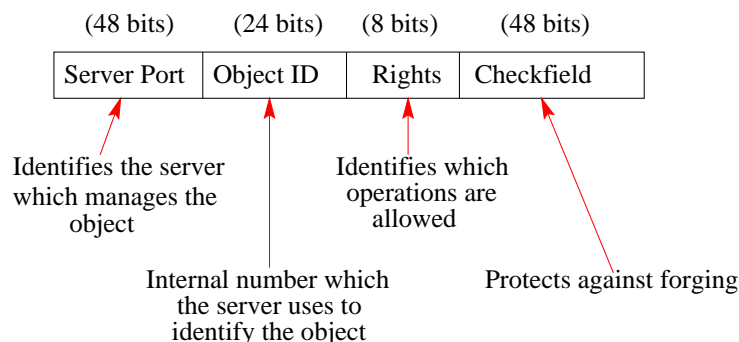 (48 bits) (24 bits) (8 bits) (48 bits)
Server Port Object ID Rights Checkfield
Identifies the server
which manages the
object
Identifies which
operations are
allowed
Internal number which
the server uses to
identify the object
Protects against forging